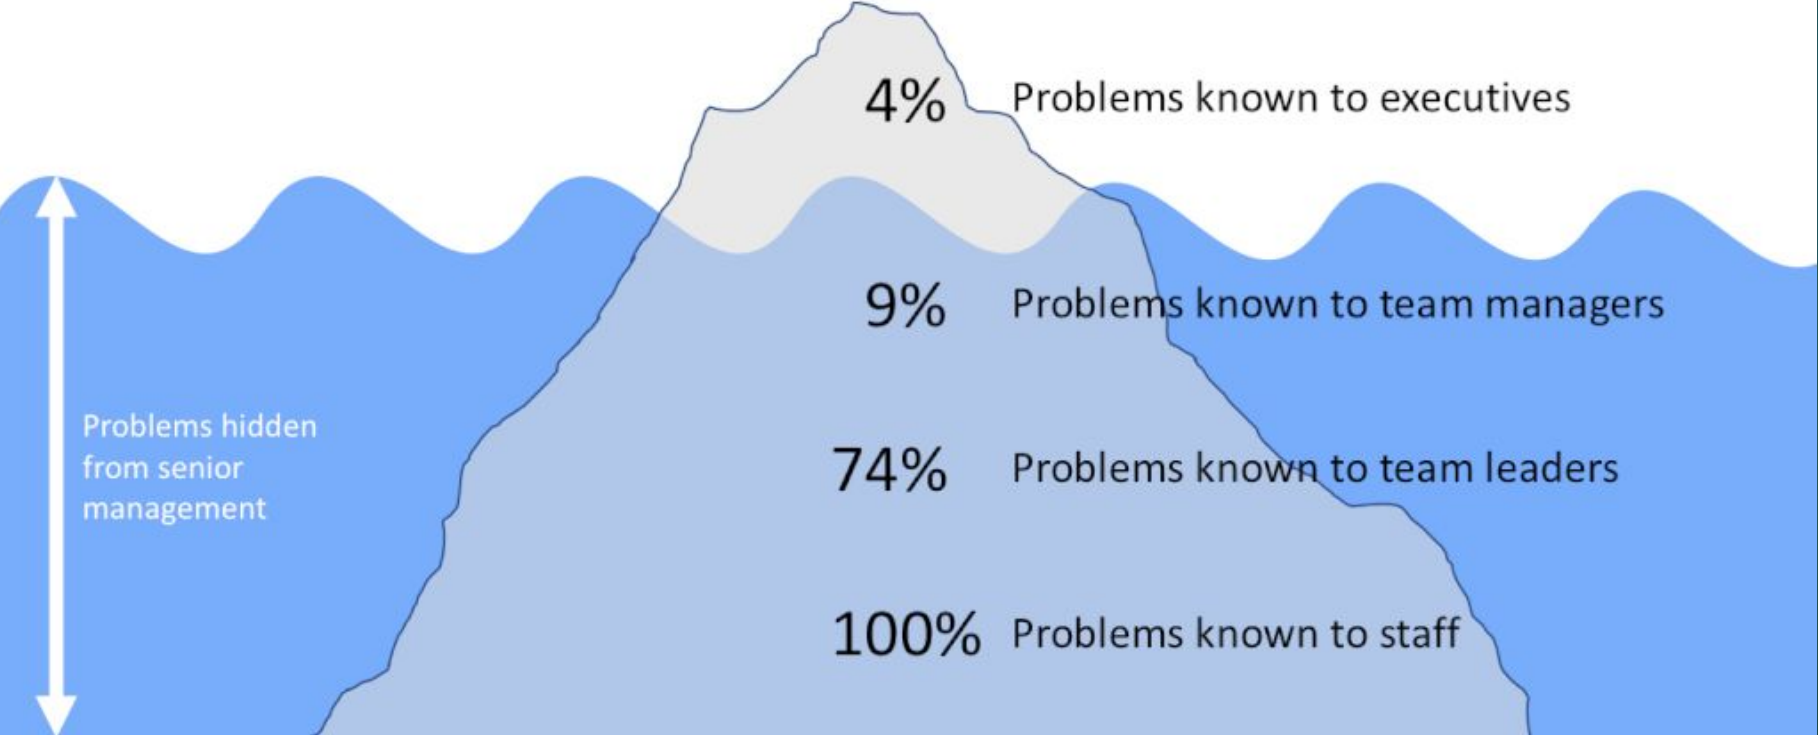 4% Problems known to executives
9% Problems known to team managers
Problems hidden
from senior
management
74% Problems known to team leaders
100% Problems known to staff